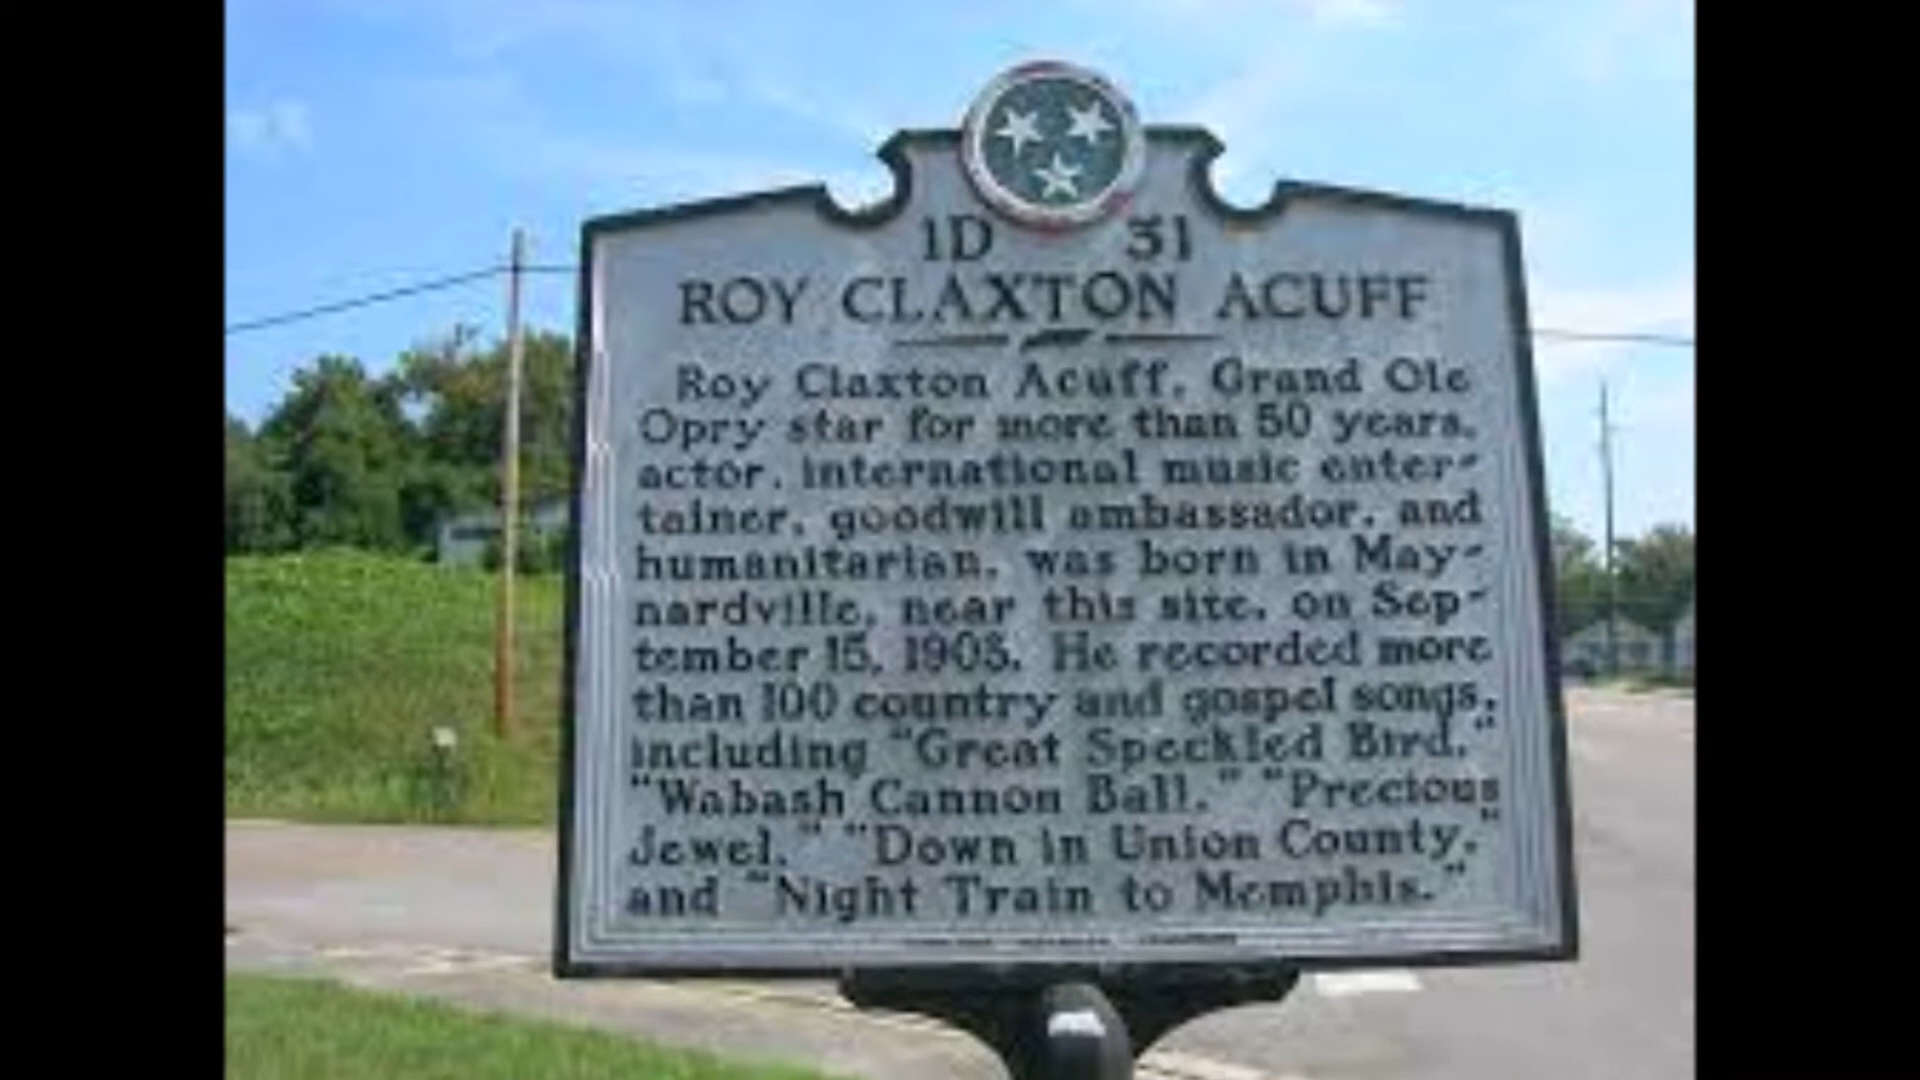 1D 31
ROY CLAXTON ACUFF
Roy Claxton Acuff, Grand Ole
Opry star for more than 50 years,
actor, international music enter-
tainer, goodwill ambassador, and
humanitarian, was born in May-
nardville, near this site, on Sep-
tember 15, 1903. He recorded more
than 100 country and gospel songs,
including "Great Speckled Bird,"
"Wabash Cannon Ball," "Precious
Jewel," "Down in Union County,"
and "Night Train to Memphis."